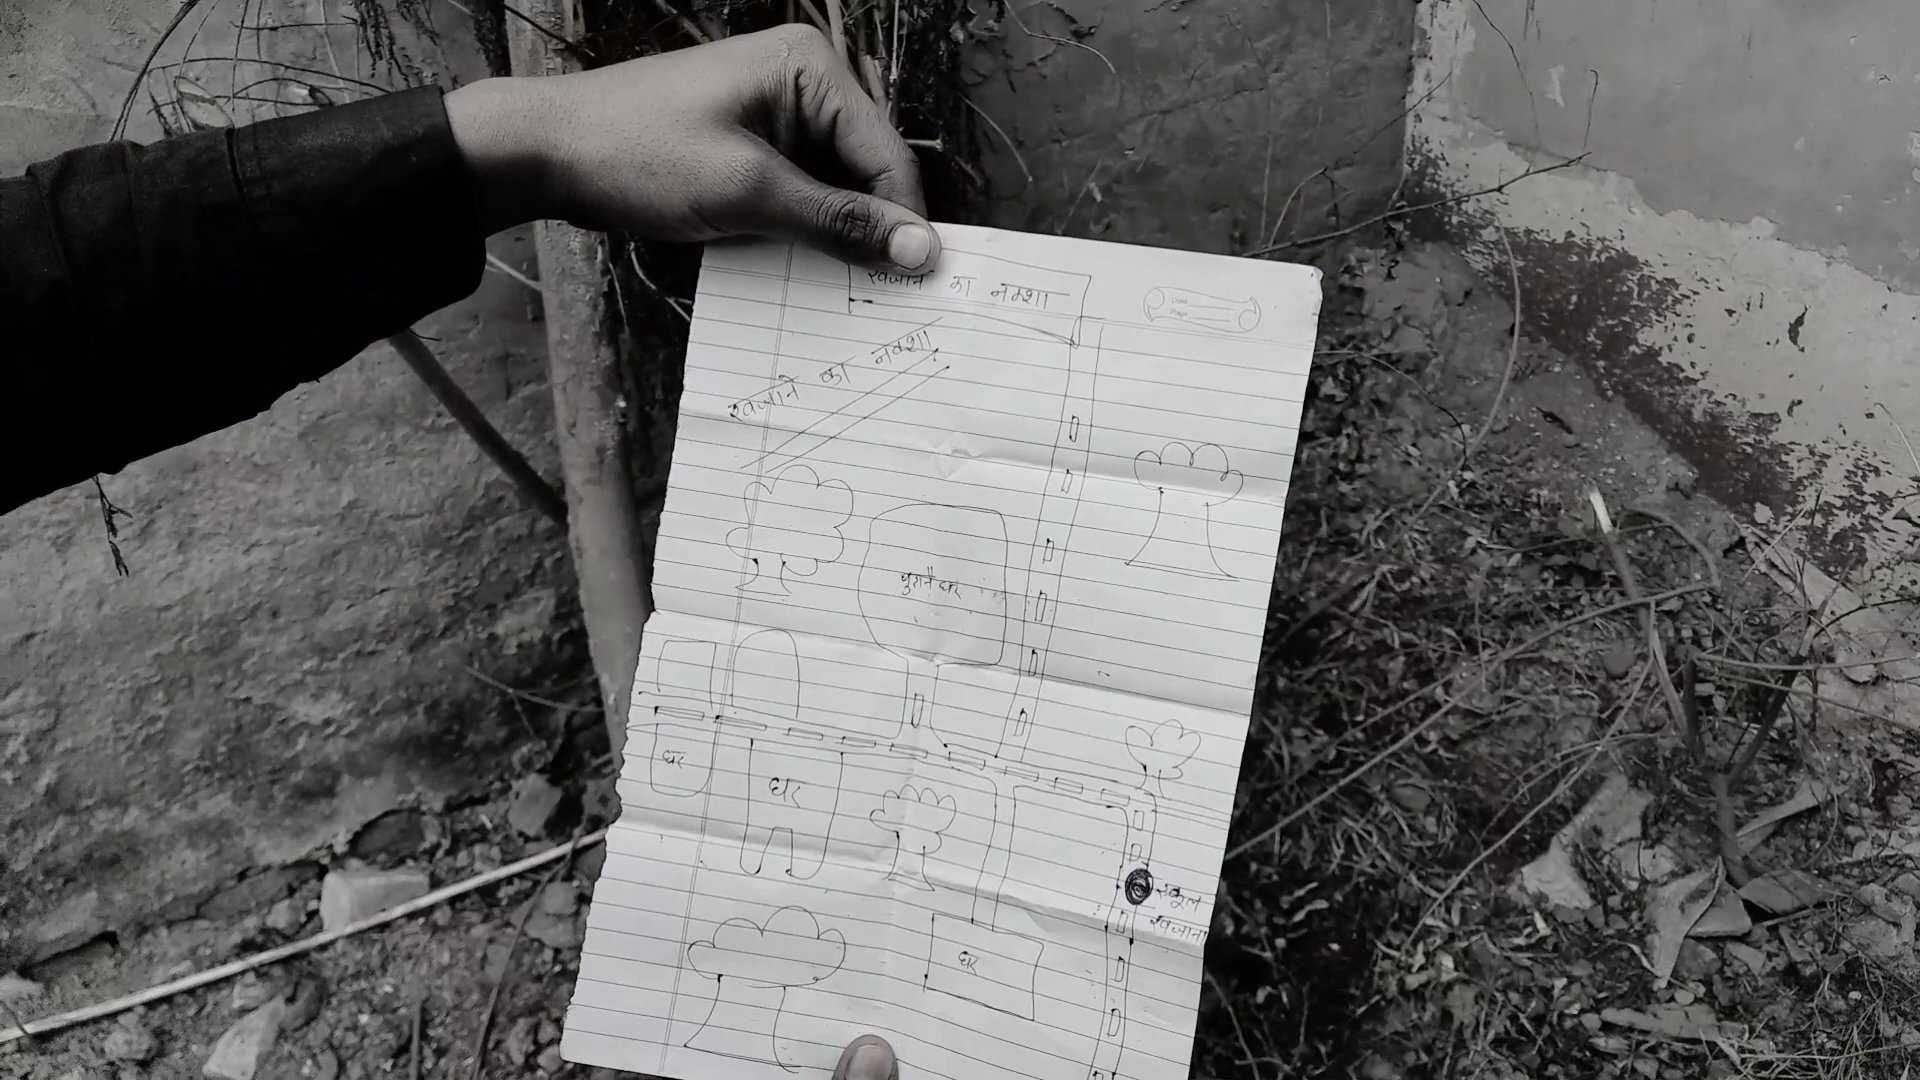 खजाने का नक्शा
खजाने का नक्शा
पुराने घर
घर
घर
स्कूल
खजाना
घर